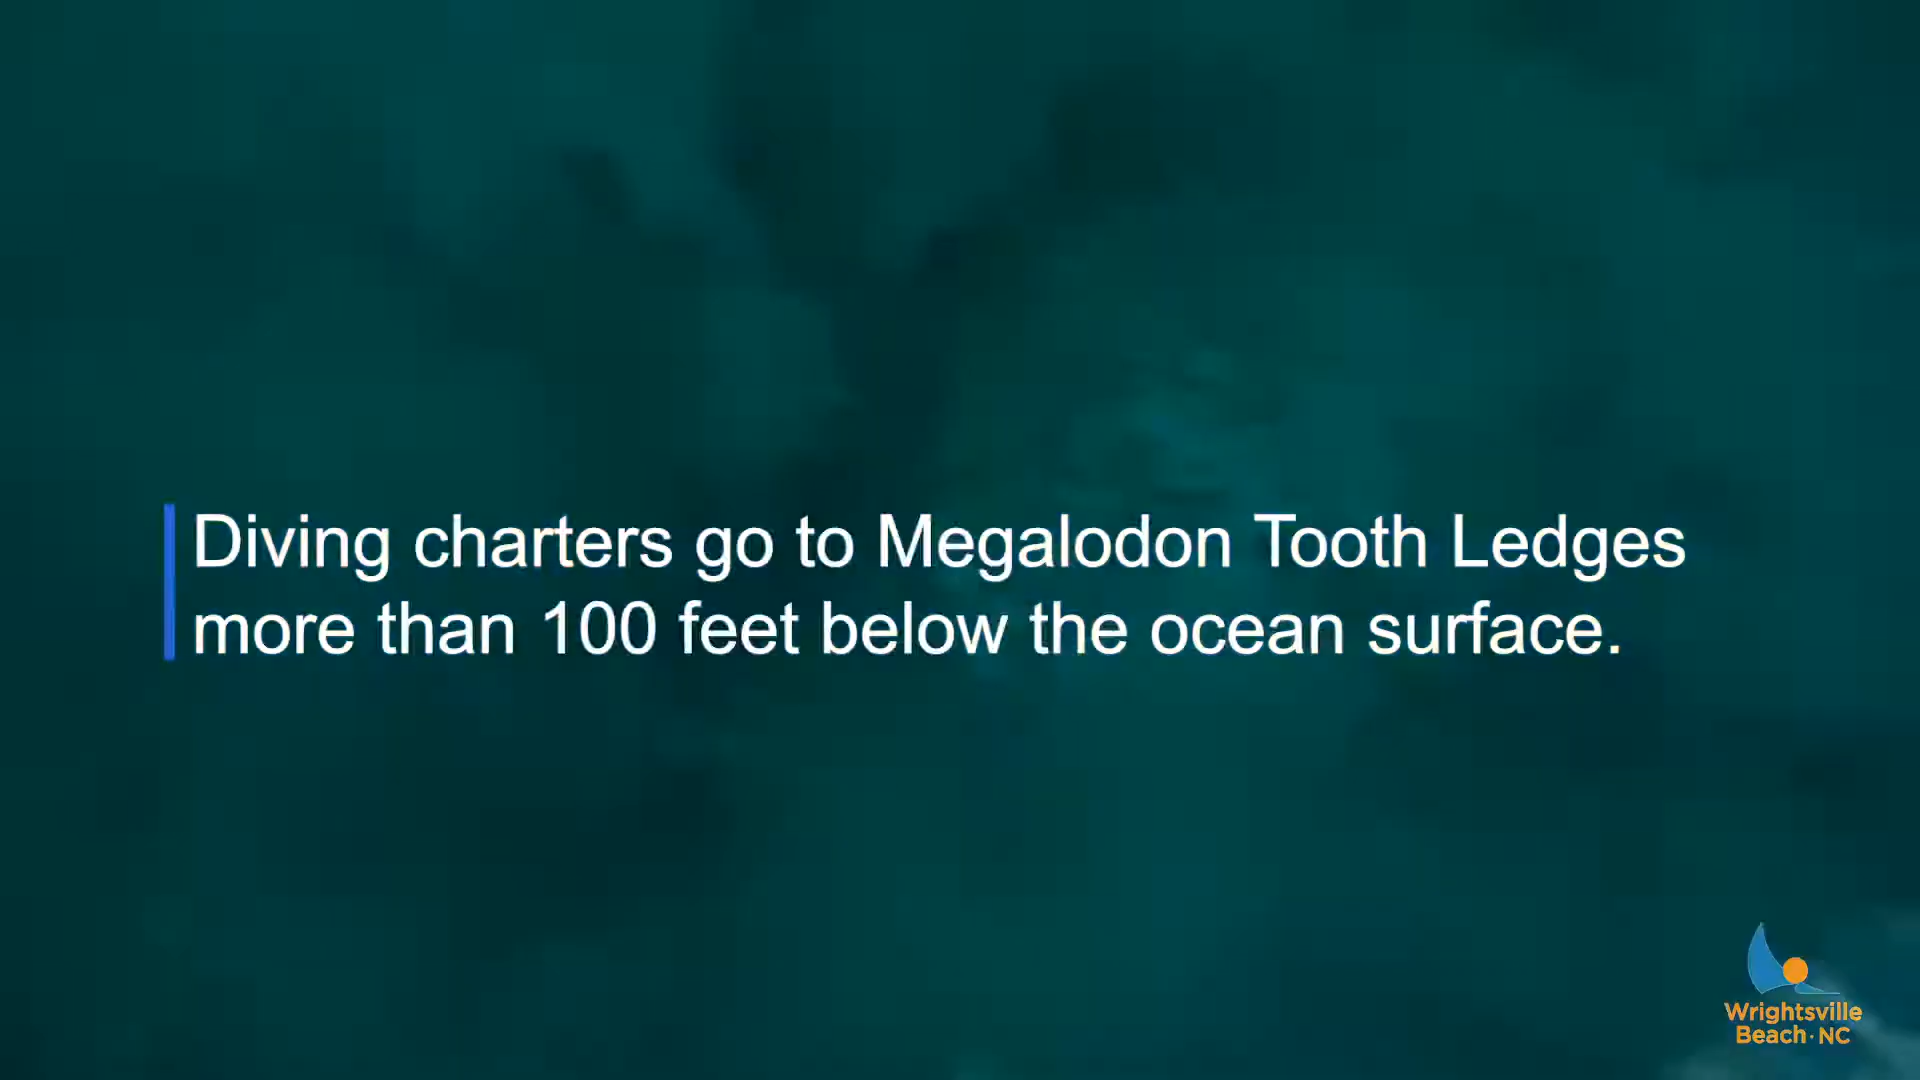 Diving charters go to Megalodon Tooth Ledges
more than 100 feet below the ocean surface.
Wrightsville
Beach · NC